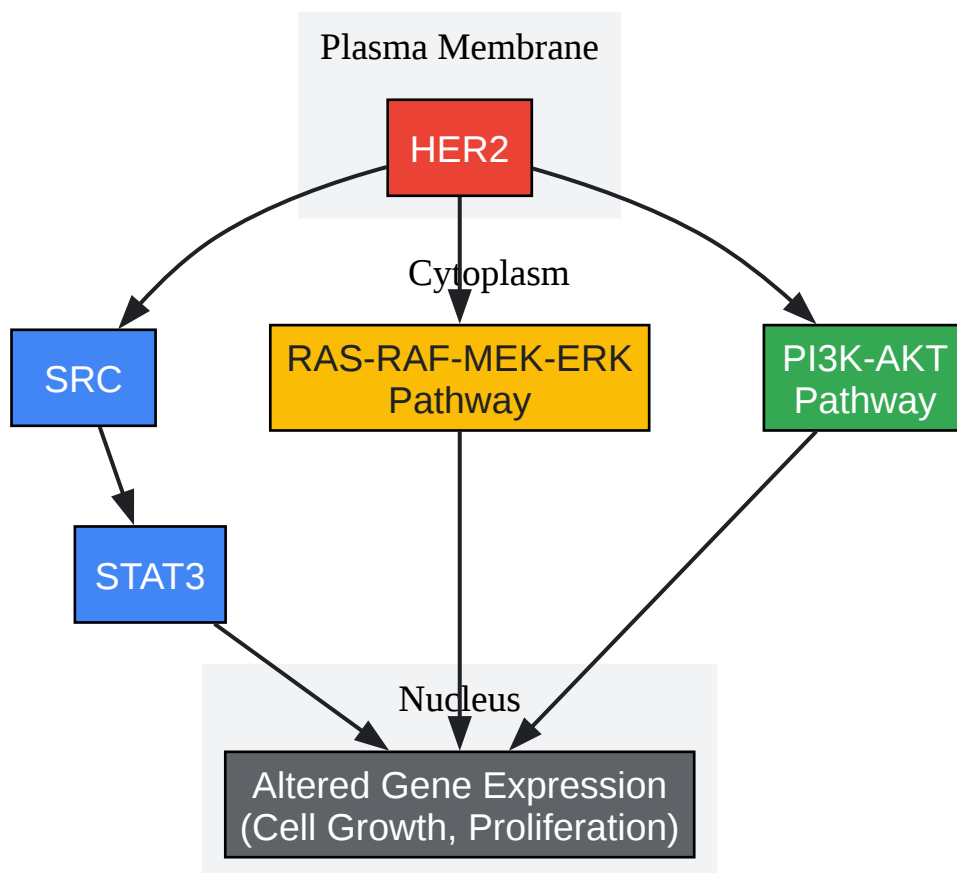 Plasma Membrane
HER2
Cytoplasm
SRC
RAS-RAF-MEK-ERK
Pathway
PI3K-AKT
Pathway
STAT3
Nucleus
Altered Gene Expression
(Cell Growth, Proliferation)